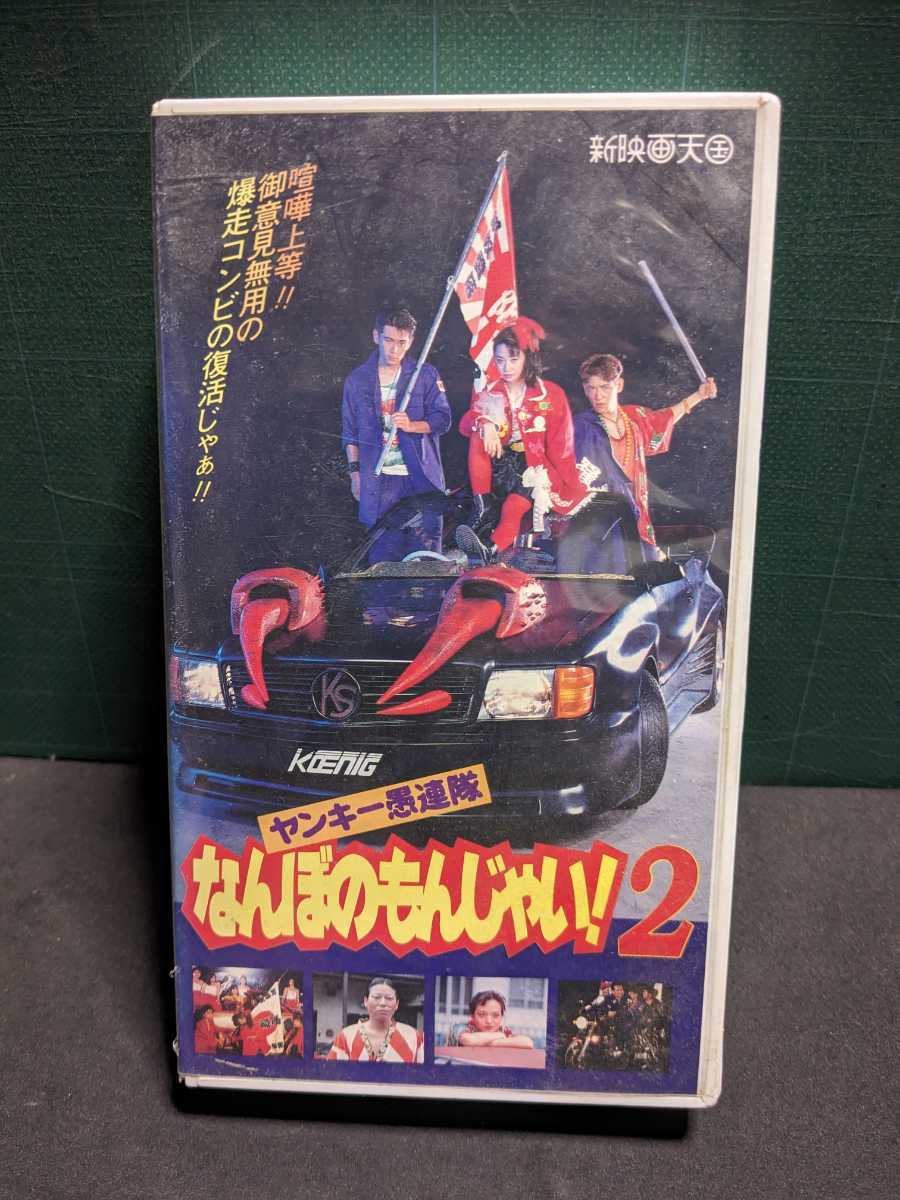 新映画天国
喧嘩上等!!
御意見無用の
爆走コンビの復活じゃぁ!!
KS
KŒNIG
ヤンキー愚連隊
なんぼのもんじゃい!2